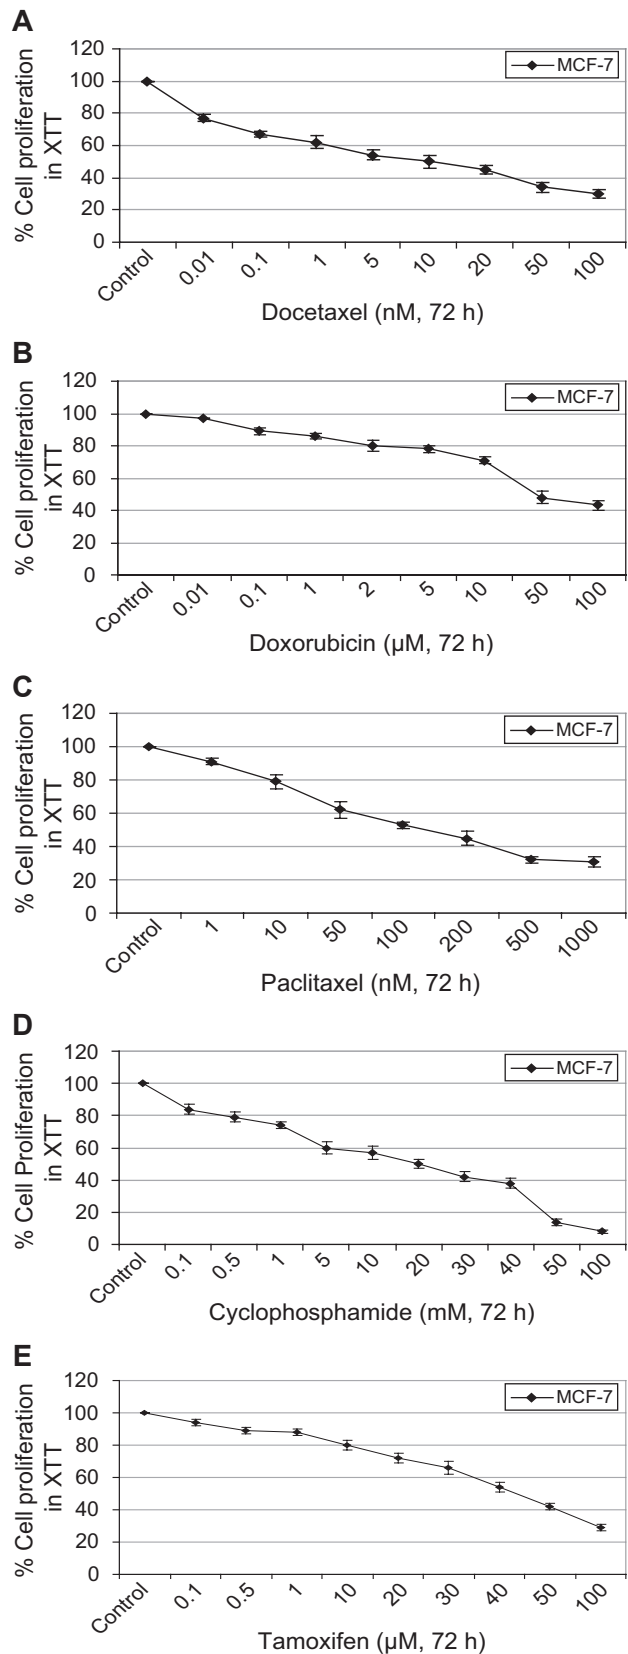 A
% Cell proliferation
in XTT
120
100
80
60
40
20
0
MCF-7
Control
0.01
0.1
1
5
10
20
50
100
Docetaxel (nM, 72 h)
B
% Cell proliferation
in XTT
120
100
80
60
40
20
0
MCF-7
Control
0.01
0.1
1
2
5
10
50
100
Doxorubicin (µM, 72 h)
C
% Cell proliferation
in XTT
120
100
80
60
40
20
0
MCF-7
Control
1
10
50
100
200
500
1000
Paclitaxel (nM, 72 h)
D
% Cell Proliferation
in XTT
120
100
80
60
40
20
0
MCF-7
Control
0.1
0.5
1
5
10
20
30
40
50
100
Cyclophosphamide (mM, 72 h)
E
% Cell proliferation
in XTT
120
100
80
60
40
20
0
MCF-7
Control
0.1
0.5
1
10
20
30
40
50
100
Tamoxifen (µM, 72 h)